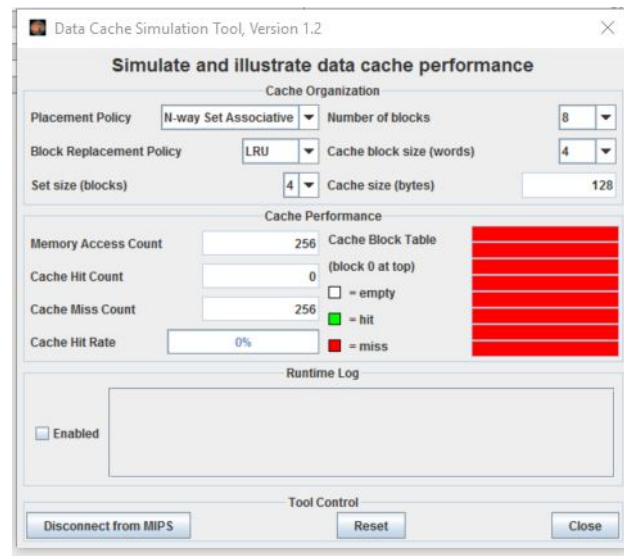 Data Cache Simulation Tool, Version 1.2
Simulate and illustrate data cache performance
Cache Organization
Placement Policy N-way Set Associative Number of blocks 8
Block Replacement Policy LRU Cache block size (words) 4
Set size (blocks) 4 Cache size (bytes) 128
Cache Performance
Memory Access Count 256 Cache Block Table
Cache Hit Count 0 (block 0 at top)
= empty
Cache Miss Count 256 = hit
Cache Hit Rate 0% = miss
Runtime Log
Enabled
Tool Control
Disconnect from MIPS Reset Close